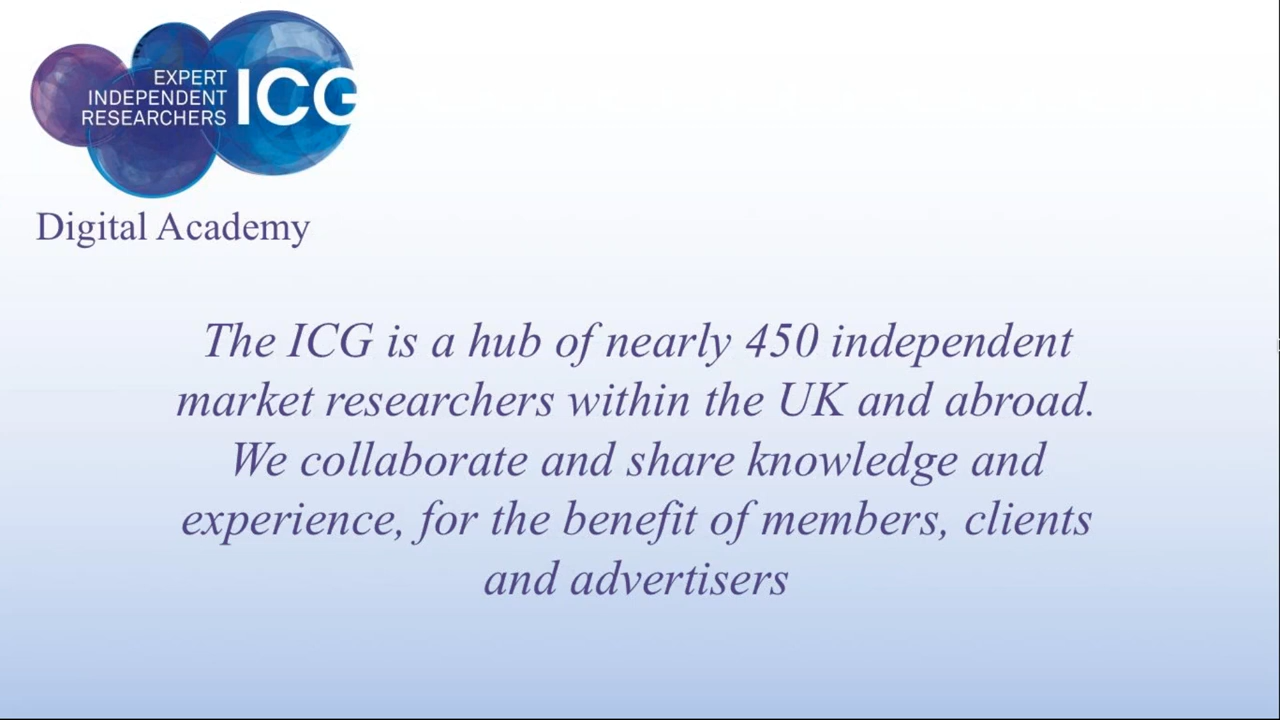 EXPERT
INDEPENDENT
RESEARCHERS
ICG
Digital Academy
The ICG is a hub of nearly 450 independent
market researchers within the UK and abroad.
We collaborate and share knowledge and
experience, for the benefit of members, clients
and advertisers